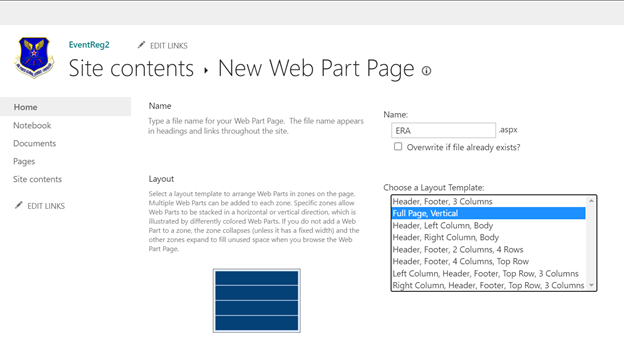 EventReg2
EDIT LINKS
Site contents ▸ New Web Part Page
Home
Notebook
Documents
Pages
Site contents
EDIT LINKS
Name
Type a file name for your Web Part Page. The file name appears
in headings and links throughout the site.
Name:
ERA .aspx
Overwrite if file already exists?
Layout
Select a layout template to arrange Web Parts in zones on the page.
Multiple Web Parts can be added to each zone. Specific zones allow
Web Parts to be stacked in a horizontal or vertical direction, which is
illustrated by differently colored Web Parts. If you do not add a Web
Part to a zone, the zone collapses (unless it has a fixed width) and the
other zones expand to fill unused space when you browse the Web
Part Page.
Choose a Layout Template:
Header, Footer, 3 Columns
Full Page, Vertical
Header, Left Column, Body
Header, Right Column, Body
Header, Footer, 2 Columns, 4 Rows
Header, Footer, 4 Columns, Top Row
Left Column, Header, Footer, Top Row, 3 Columns
Right Column, Header, Footer, Top Row, 3 Columns